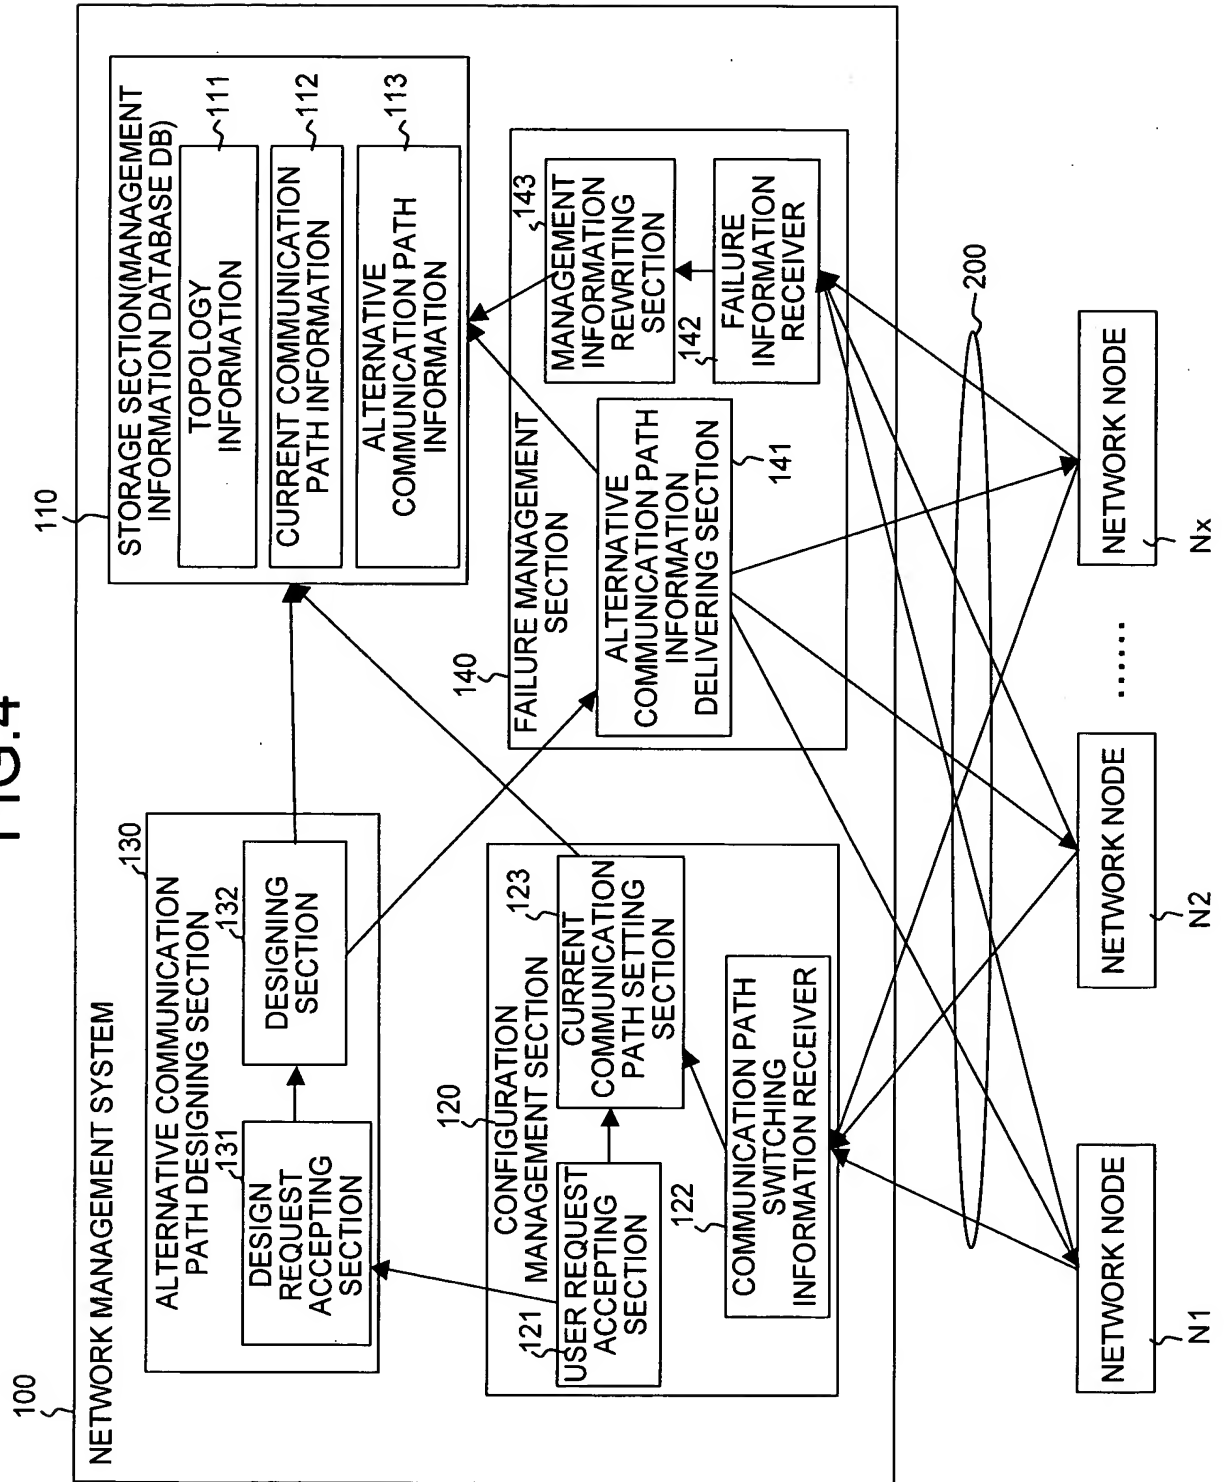 FIG.4
100
NETWORK MANAGEMENT SYSTEM
110
STORAGE SECTION(MANAGEMENT
INFORMATION DATABASE DB)
TOPOLOGY
INFORMATION
111
CURRENT COMMUNICATION
PATH INFORMATION
112
ALTERNATIVE
COMMUNICATION PATH
INFORMATION
113
ALTERNATIVE COMMUNICATION
PATH DESIGNING SECTION
130
131
DESIGN
REQUEST
ACCEPTING
SECTION
132
DESIGNING
SECTION
120
CONFIGURATION
MANAGEMENT SECTION
121
USER REQUEST
ACCEPTING
SECTION
123
CURRENT
COMMUNICATION
PATH SETTING
SECTION
122
COMMUNICATION PATH
SWITCHING
INFORMATION RECEIVER
140
FAILURE MANAGEMENT
SECTION
ALTERNATIVE
COMMUNICATION PATH
INFORMATION
DELIVERING SECTION
141
143
MANAGEMENT
INFORMATION
REWRITING
SECTION
142
FAILURE
INFORMATION
RECEIVER
200
NETWORK NODE
N1
NETWORK NODE
N2
......
NETWORK NODE
Nx